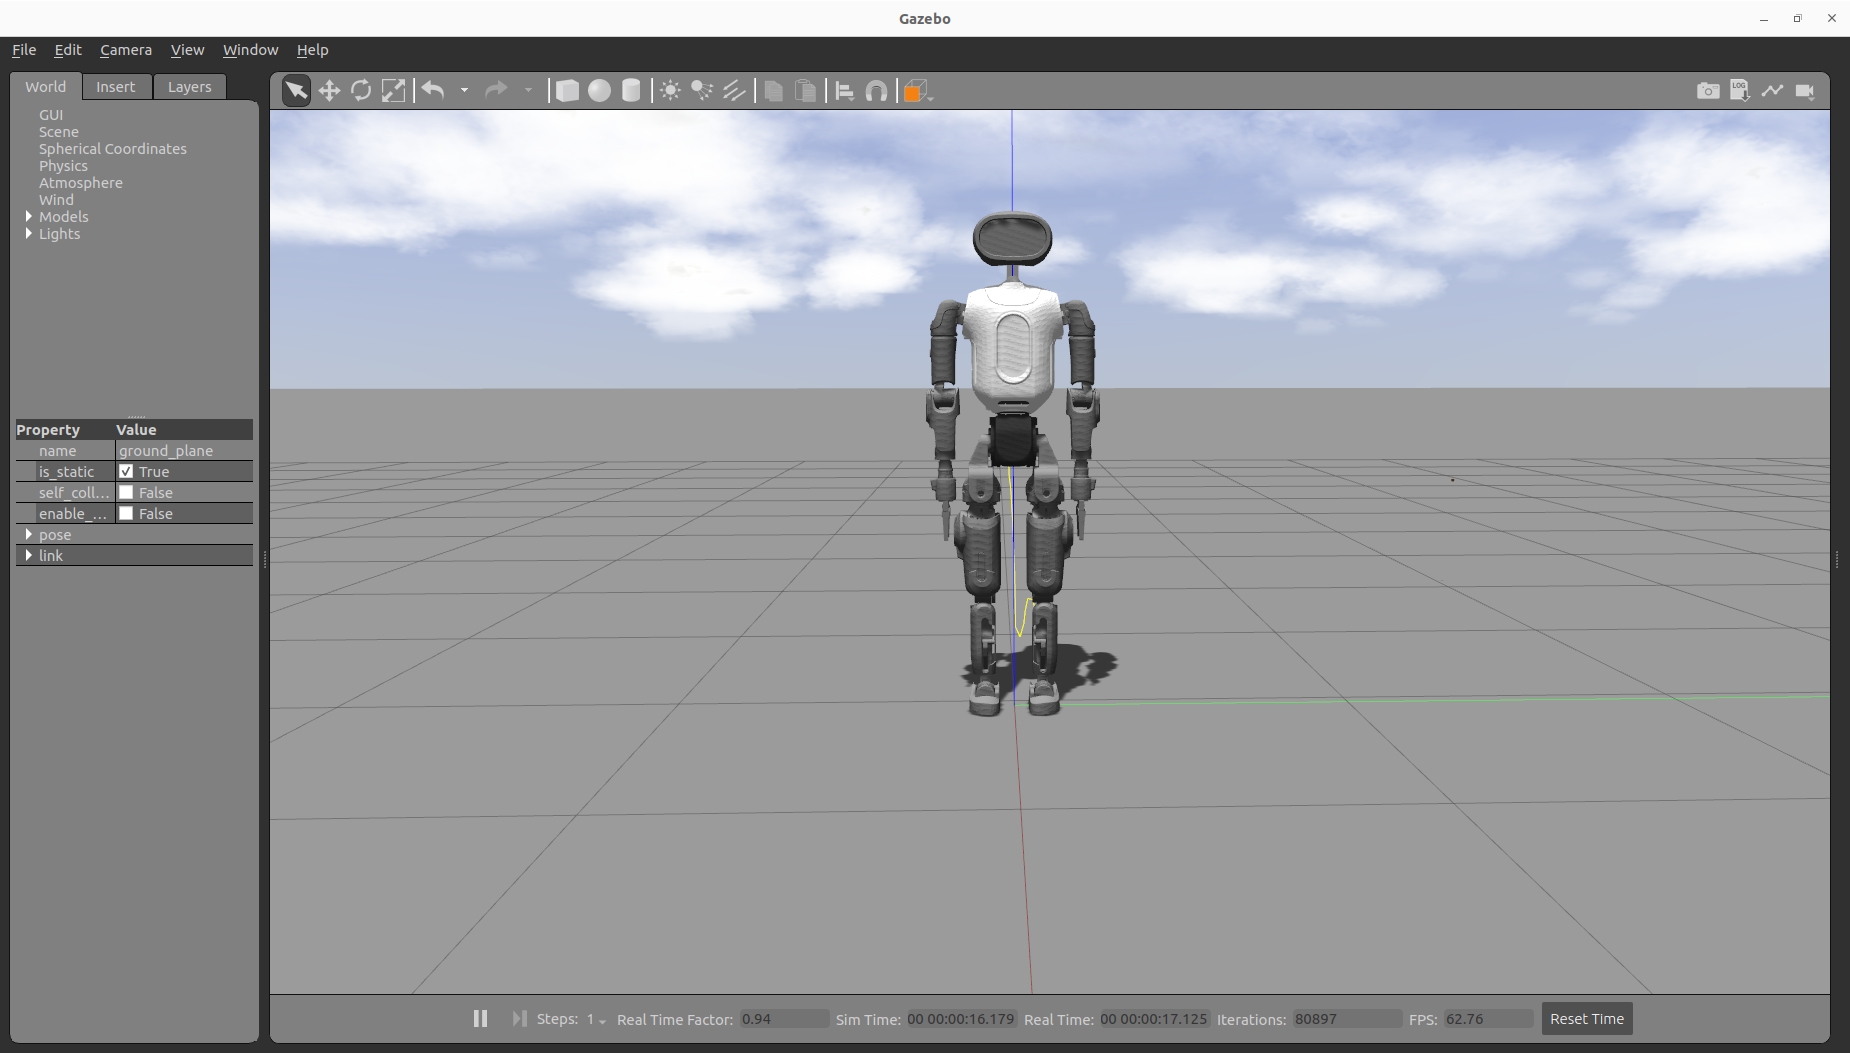 Gazebo
File Edit Camera View Window Help
World Insert Layers
GUI
Scene
Spherical Coordinates
Physics
Atmosphere
Wind
Models
Lights
Property Value
name ground_plane
is_static True
self_coll... False
enable_... False
pose
link
LOG
Steps: 1 Real Time Factor: 0.94 Sim Time: 00 00:00:16.179 Real Time: 00 00:00:17.125 Iterations: 80897 FPS: 62.76 Reset Time